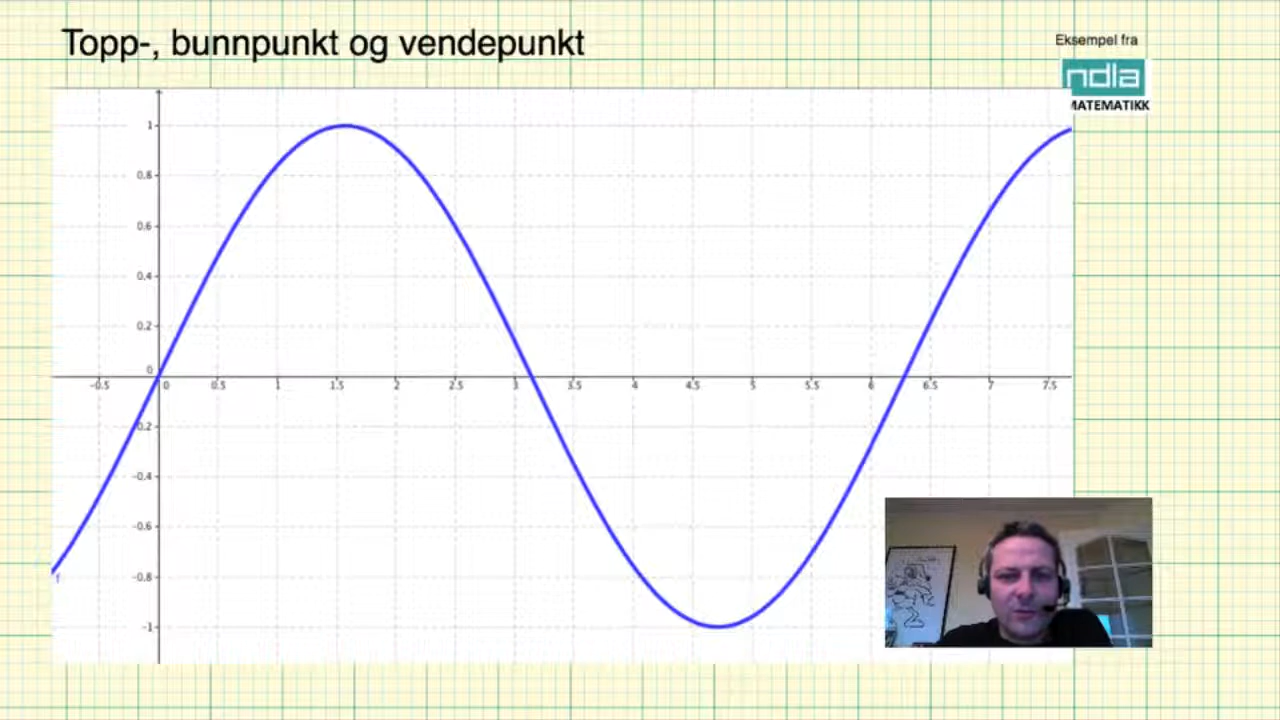 Topp-, bunnpunkt og vendepunkt
Eksempel fra
ndla
MATEMATIKK
1
0.8
0.6
0.4
0.2
0
-0.5 0 0.5 1 1.5 2 2.5 3 3.5 4 4.5 5 5.5 6 6.5 7 7.5
0.2
-0.4
-0.6
-0.8
-1
f